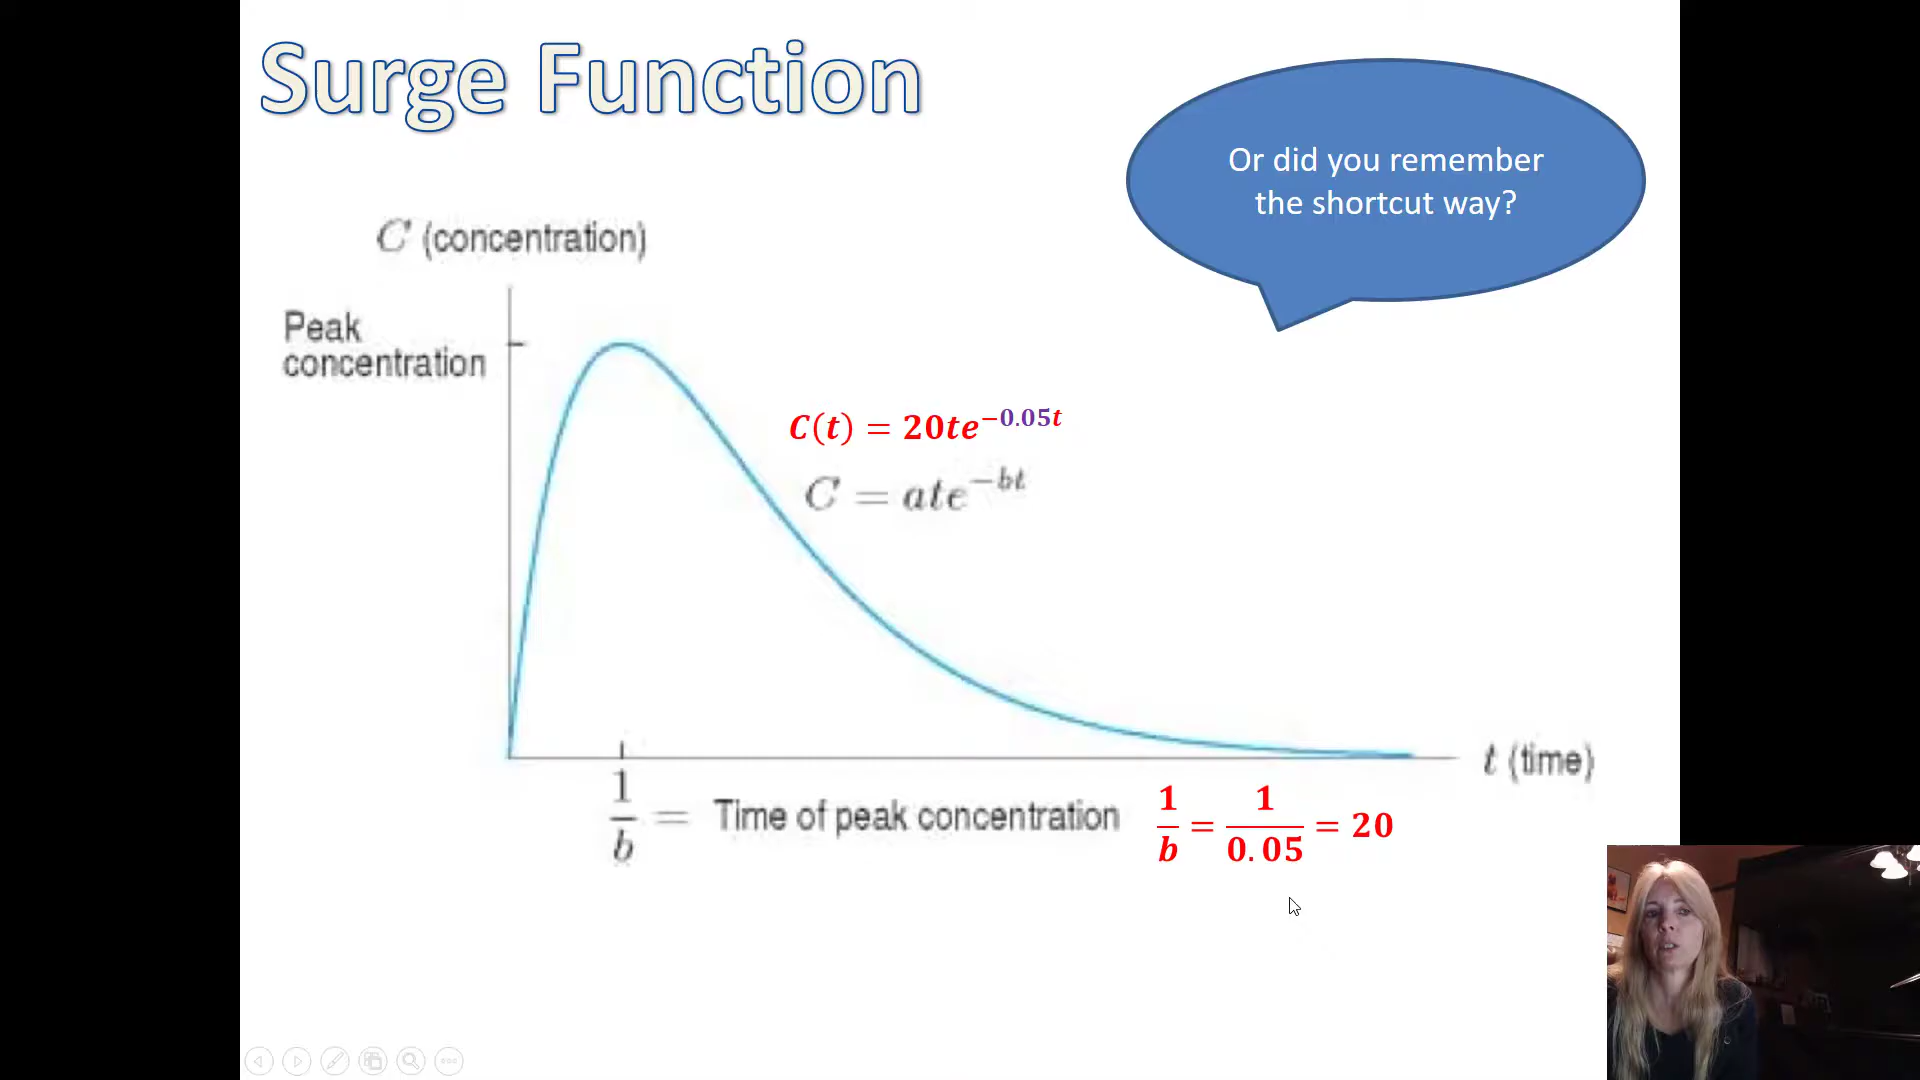 Surge Function
Or did you remember
the shortcut way?
C (concentration)
Peak
concentration
C(t) = 20te^{-0.05t}
C = ate^{-bt}
t (time)
1/b = Time of peak concentration
1/b = 1/0.05 = 20